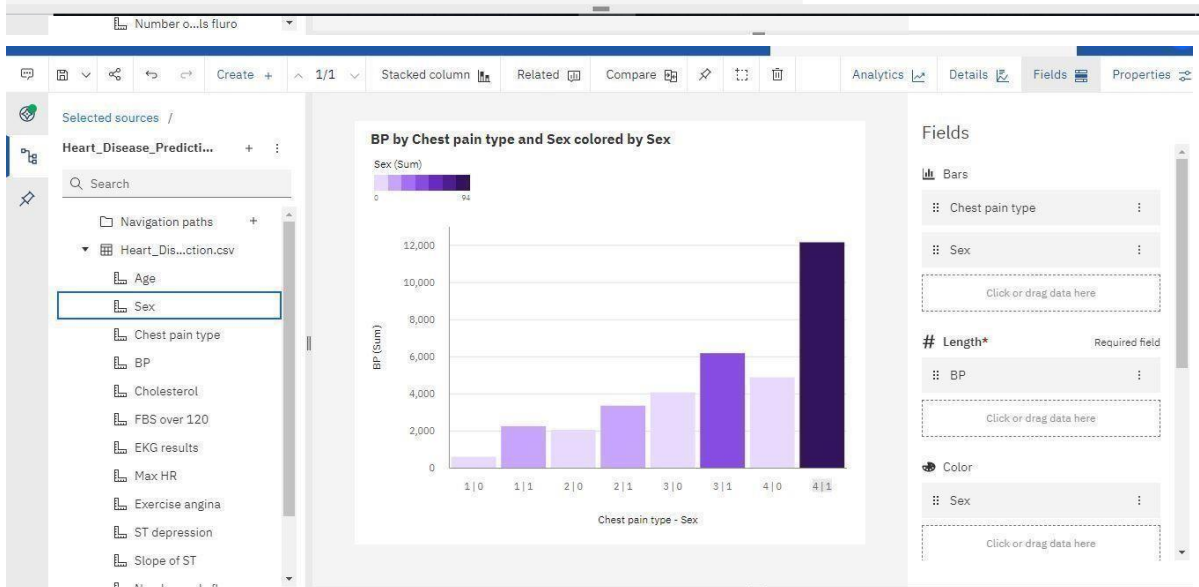 Number o...ls fluro
Create +
1/1
Stacked column
Related
Compare
Analytics
Details
Fields
Properties
Selected sources /
Heart_Disease_Predicti... +
Search
Navigation paths +
Heart_Dis...ction.csv
Age
Sex
Chest pain type
BP
Cholesterol
FBS over 120
EKG results
Max HR
Exercise angina
ST depression
Slope of ST
BP by Chest pain type and Sex colored by Sex
Sex (Sum)
0 94
12,000
10,000
8,000
6,000
4,000
2,000
0
BP (Sum)
1|0 1|1 2|0 2|1 3|0 3|1 4|0 4|1
Chest pain type - Sex
Fields
Bars
Chest pain type
Sex
Click or drag data here
# Length* Required field
BP
Click or drag data here
Color
Sex
Click or drag data here